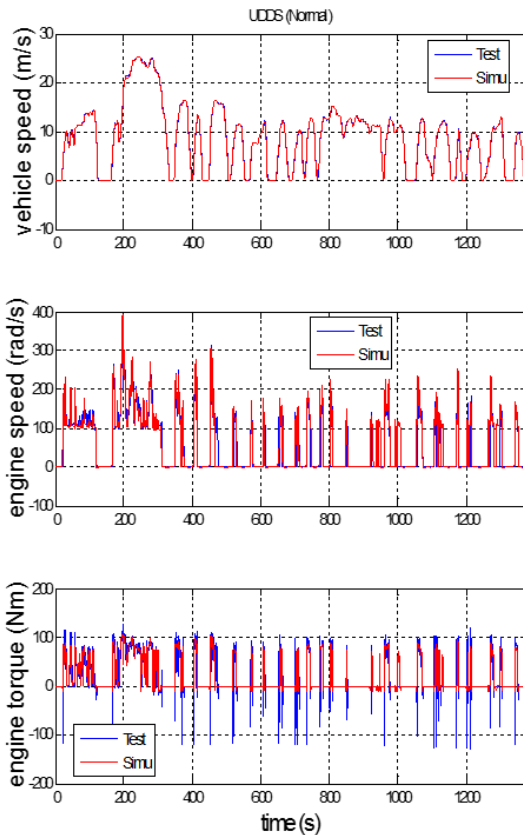 UDDS (Normal)
vehicle speed (m/s)
30
20
10
0
-10
Test
Simu
0 200 400 600 800 1000 1200
engine speed (rad/s)
400
300
200
100
0
-100
Test
Simu
0 200 400 600 800 1000 1200
engine torque (Nm)
200
100
0
-100
-200
Test
Simu
0 200 400 600 800 1000 1200
time (s)